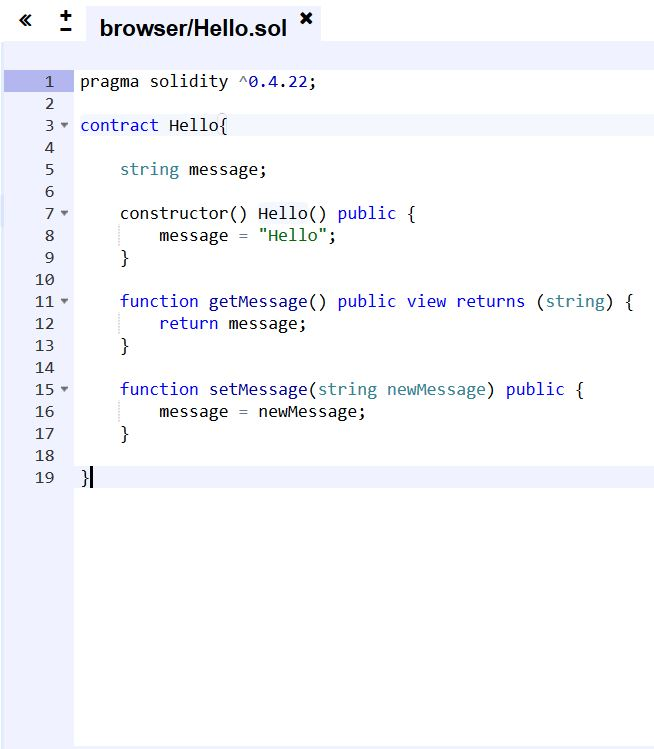 «
+
-
browser/Hello.sol ✖
1 pragma solidity ^0.4.22;
2
3 contract Hello{
4
5 string message;
6
7 constructor() Hello() public {
8 message = "Hello";
9 }
10
11 function getMessage() public view returns (string) {
12 return message;
13 }
14
15 function setMessage(string newMessage) public {
16 message = newMessage;
17 }
18
19 }